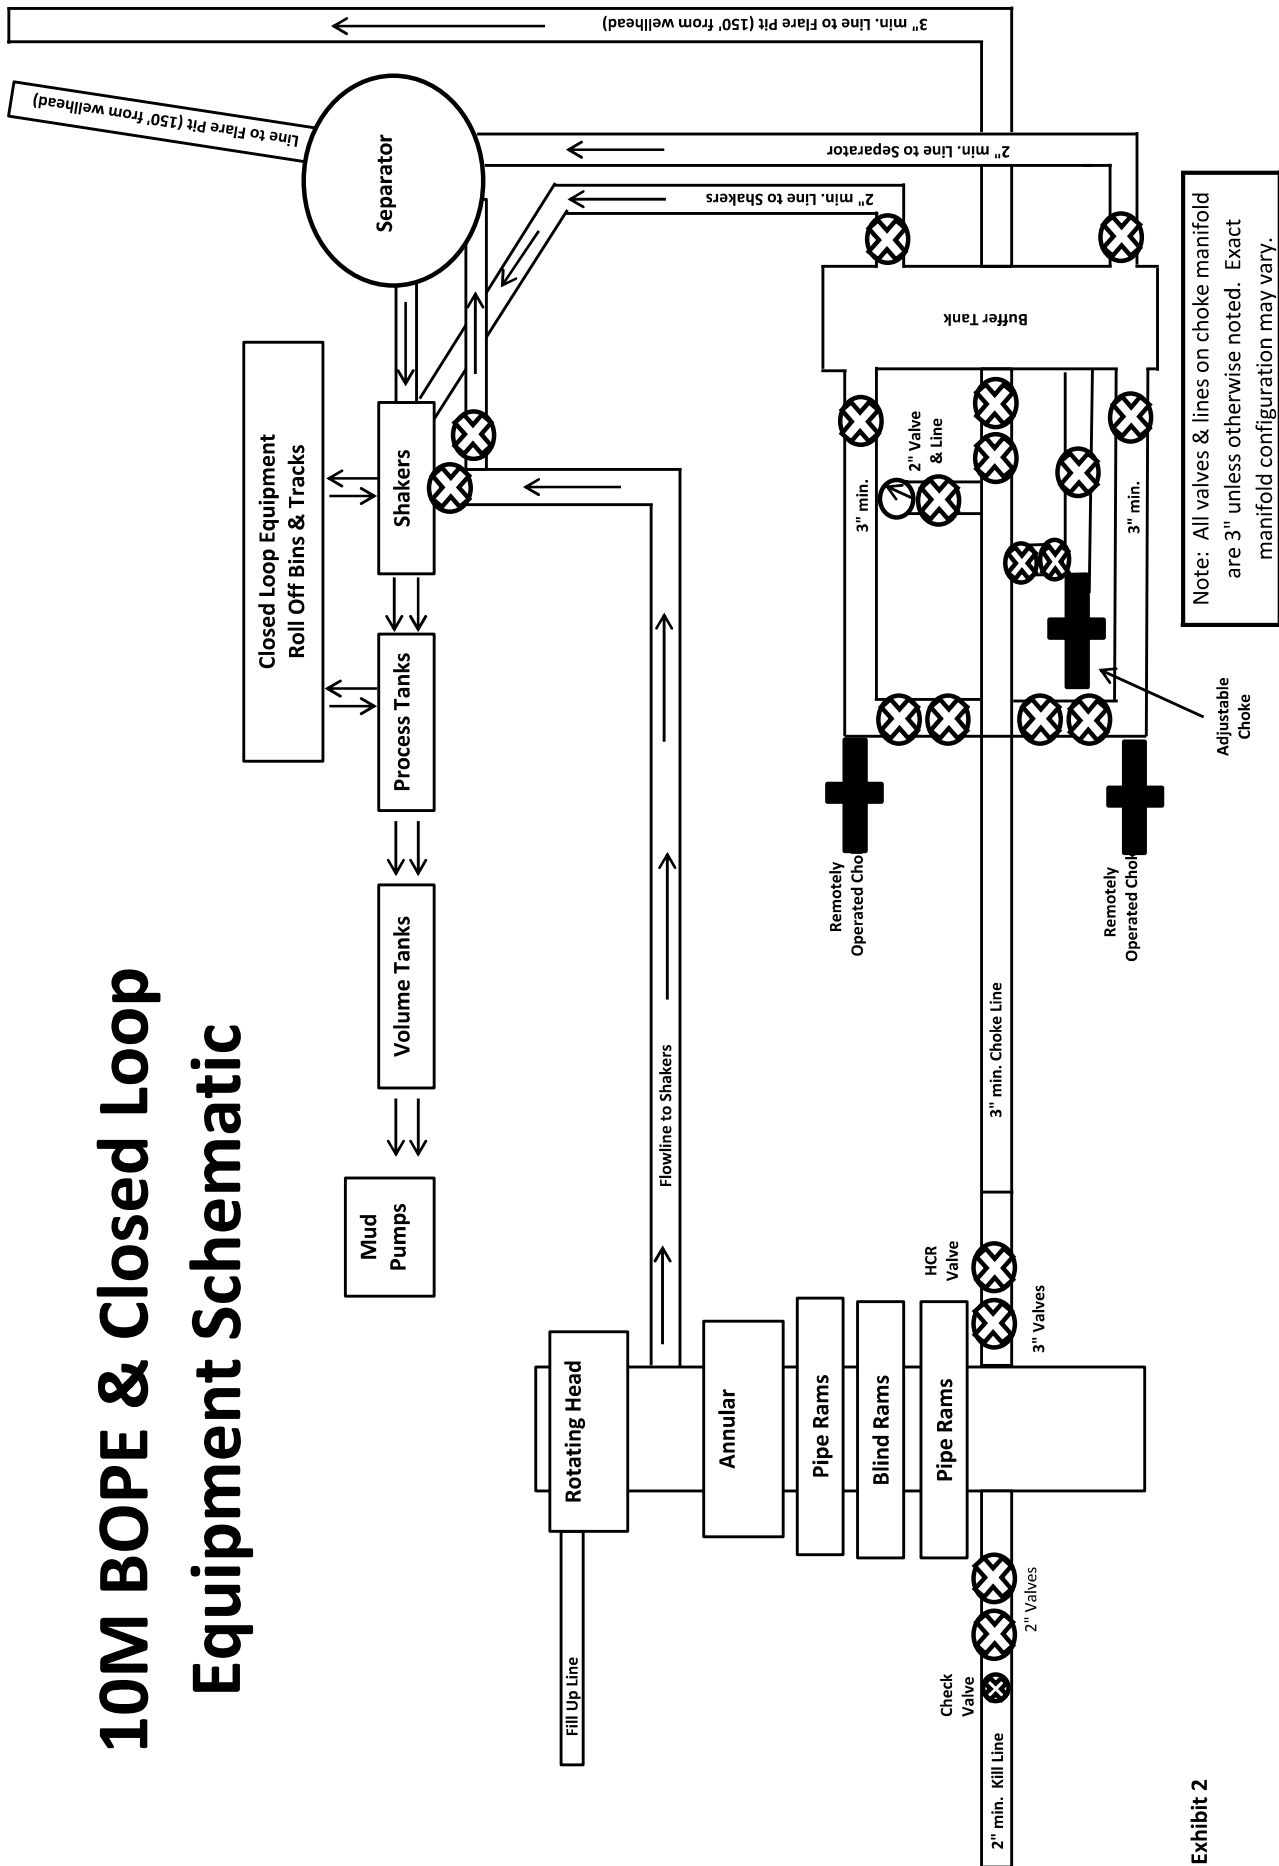 10M BOPE & Closed Loop
Equipment Schematic
Closed Loop Equipment
Roll Off Bins & Tracks
Mud
Pumps
Volume Tanks
Process Tanks
Shakers
Separator
Line to Flare Pit (150' from wellhead)
3" min. Line to Flare Pit (150' from wellhead)
2" min. Line to Separator
2" min. Line to Shakers
Fill Up Line
Rotating Head
Flowline to Shakers
Annular
Pipe Rams
Blind Rams
Pipe Rams
HCR
Valve
3" Valves
2" Valves
Check
Valve
2" min. Kill Line
3" min. Choke Line
Remotely
Operated Cho
Remotely
Operated Chok
Adjustable
Choke
3" min.
2" Valve
& Line
3" min.
Buffer Tank
Note: All valves & lines on choke manifold
are 3" unless otherwise noted. Exact
manifold configuration may vary.
Exhibit 2